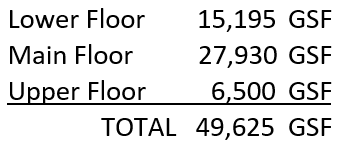 Lower Floor 15,195 GSF
Main Floor 27,930 GSF
Upper Floor 6,500 GSF
TOTAL 49,625 GSF